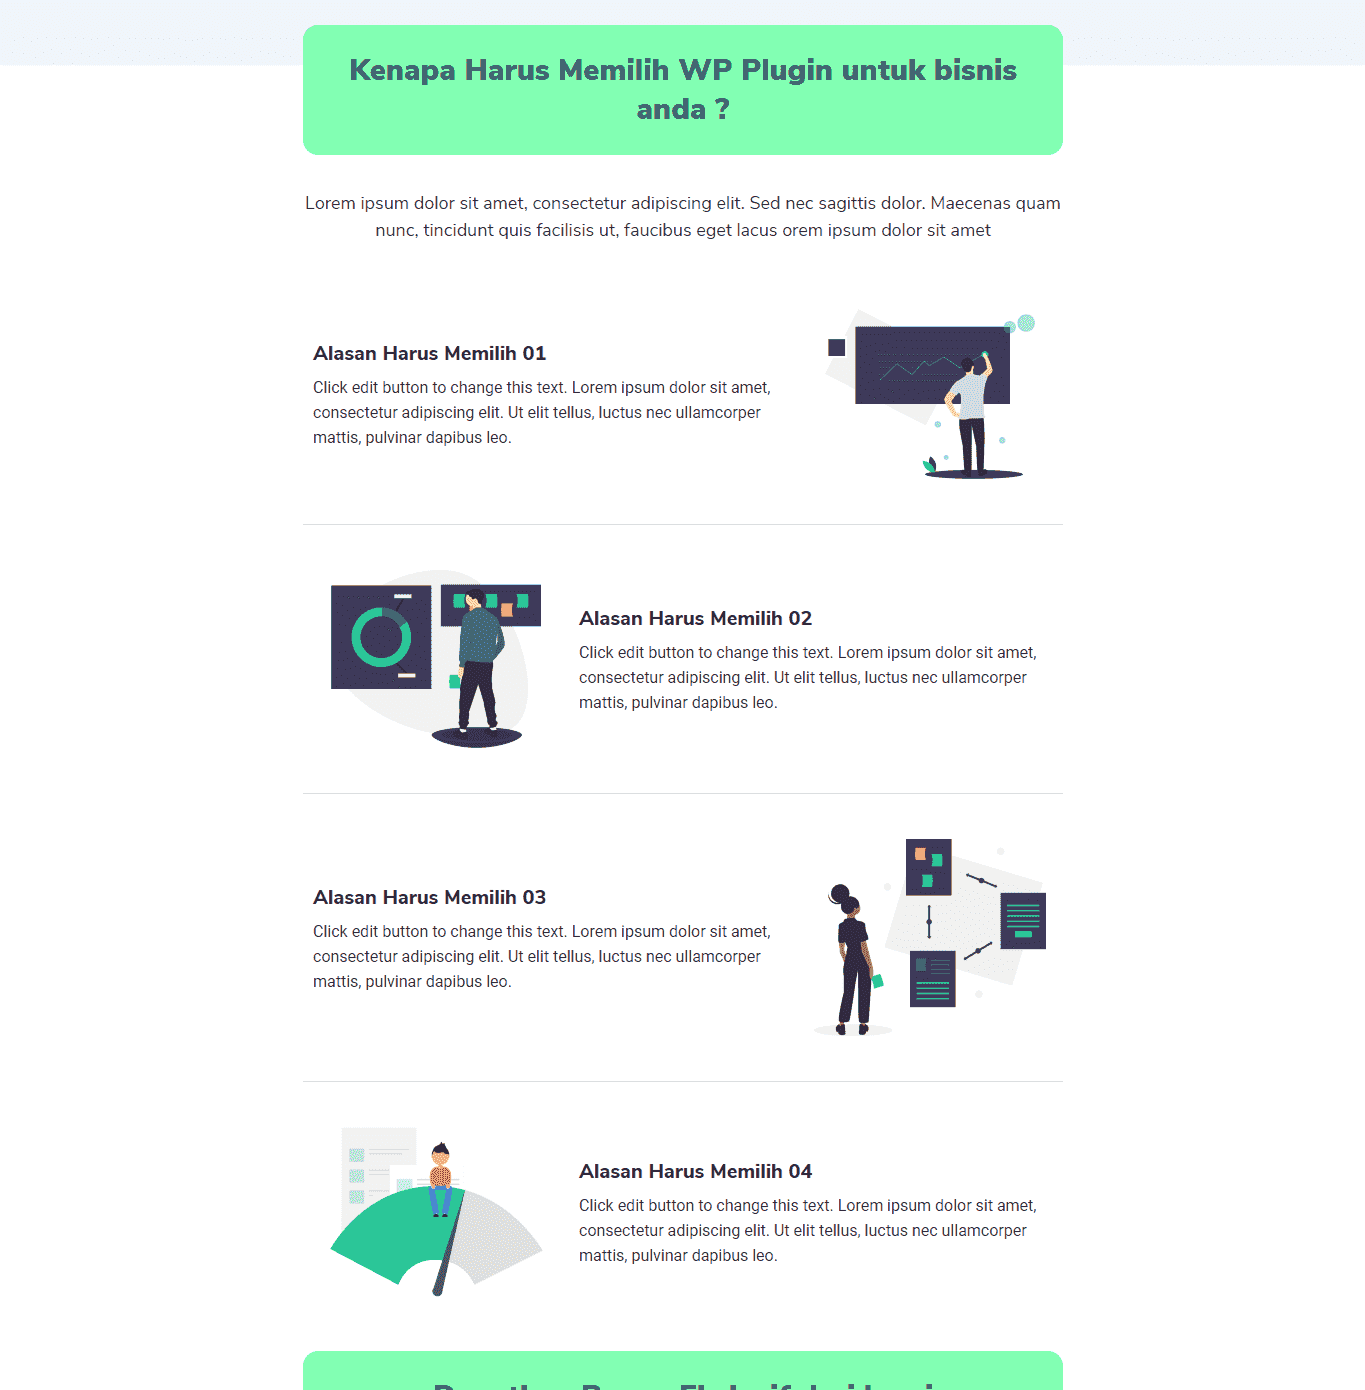 Kenapa Harus Memilih WP Plugin untuk bisnis
anda ?
Lorem ipsum dolor sit amet, consectetur adipiscing elit. Sed nec sagittis dolor. Maecenas quam
nunc, tincidunt quis facilisis ut, faucibus eget lacus orem ipsum dolor sit amet
Alasan Harus Memilih 01
Click edit button to change this text. Lorem ipsum dolor sit amet,
consectetur adipiscing elit. Ut elit tellus, luctus nec ullamcorper
mattis, pulvinar dapibus leo.
Alasan Harus Memilih 02
Click edit button to change this text. Lorem ipsum dolor sit amet,
consectetur adipiscing elit. Ut elit tellus, luctus nec ullamcorper
mattis, pulvinar dapibus leo.
Alasan Harus Memilih 03
Click edit button to change this text. Lorem ipsum dolor sit amet,
consectetur adipiscing elit. Ut elit tellus, luctus nec ullamcorper
mattis, pulvinar dapibus leo.
Alasan Harus Memilih 04
Click edit button to change this text. Lorem ipsum dolor sit amet,
consectetur adipiscing elit. Ut elit tellus, luctus nec ullamcorper
mattis, pulvinar dapibus leo.